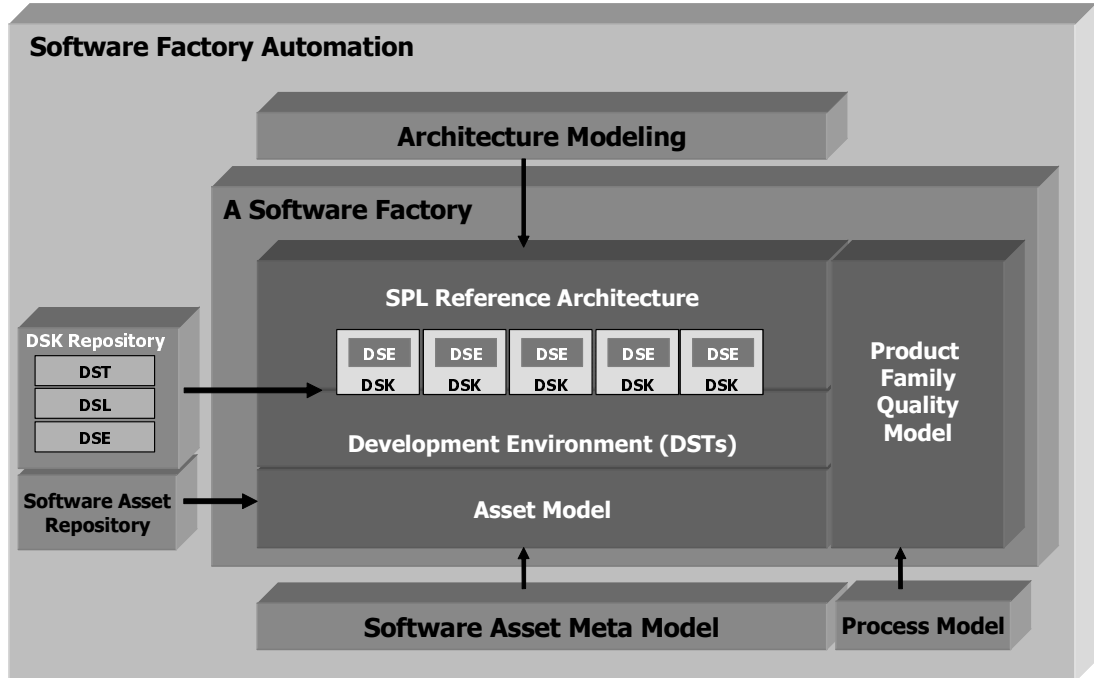 Software Factory Automation
Architecture Modeling
A Software Factory
SPL Reference Architecture
DSE DSE DSE DSE DSE
DSK DSK DSK DSK DSK
DSK Repository
DST
DSL
DSE
Development Environment (DSTs)
Product
Family
Quality
Model
Software Asset
Repository
Asset Model
Software Asset Meta Model
Process Model